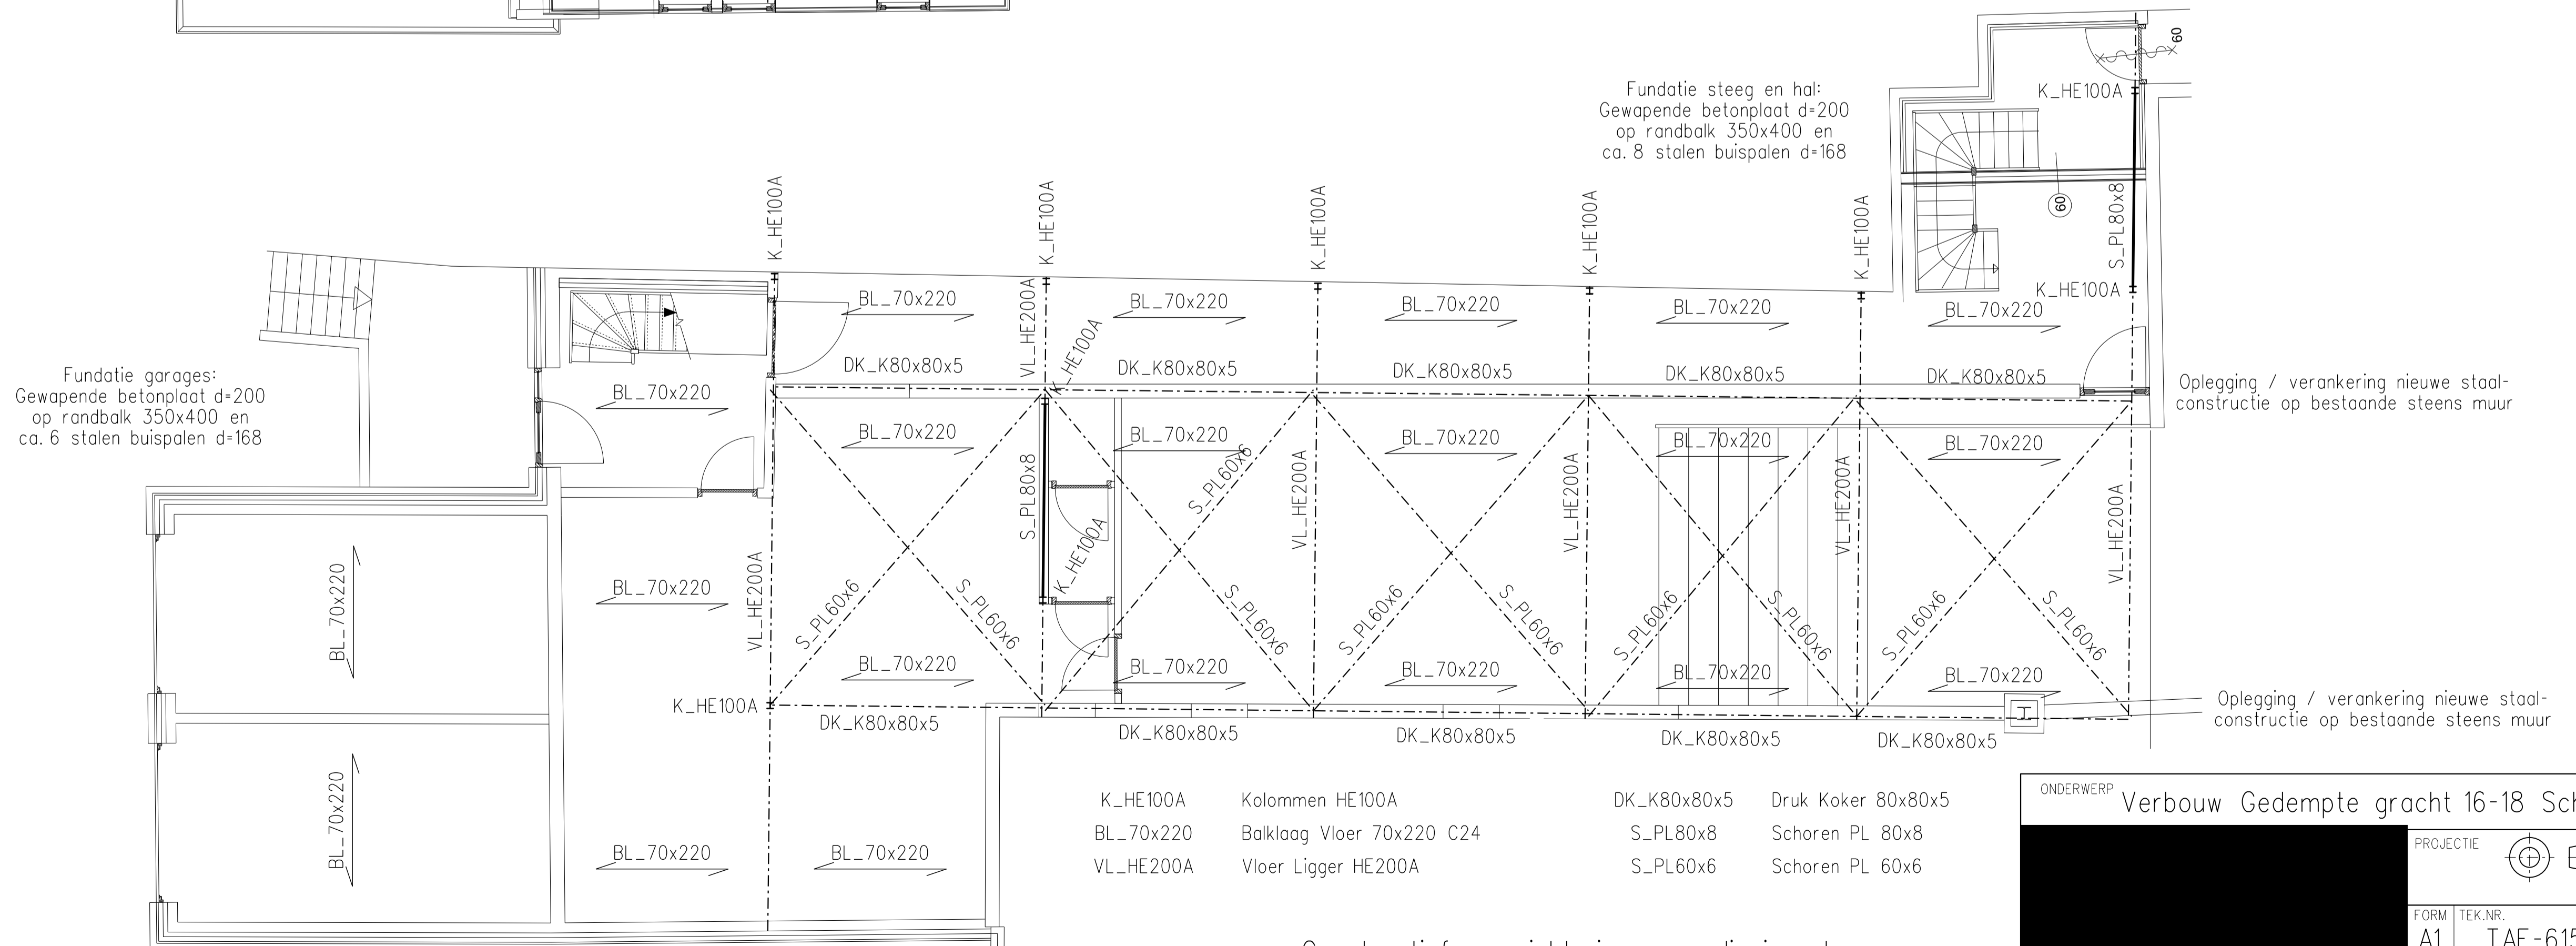 60
Fundatie steeg en hal:
Gewapende betonplaat d=200
op randbalk 350x400 en
ca. 8 stalen buispalen d=168
K_HE100A
60
S_PL80x8
K_HE100A
K_HE100A
K_HE100A
K_HE100A
K_HE100A
K_HE100A
BL_70x220
BL_70x220
BL_70x220
BL_70x220
BL_70x220
VL_HE200A
K_HE100A
DK_K80x80x5
DK_K80x80x5
DK_K80x80x5
DK_K80x80x5
DK_K80x80x5
Fundatie garages:
Gewapende betonplaat d=200
op randbalk 350x400 en
ca. 6 stalen buispalen d=168
Oplegging / verankering nieuwe staal-
constructie op bestaande steens muur
BL_70x220
BL_70x220
BL_70x220
BL_70x220
BL_70x220
BL_70x220
S_PL80x8
S_PL60x6
VL_HE200A
VL_HE200A
VL_HE200A
VL_HE200A
K_HE100A
BL_70x220
BL_70x220
VL_HE200A
S_PL60x6
S_PL60x6
S_PL60x6
S_PL60x6
S_PL60x6
S_PL60x6
S_PL60x6
S_PL60x6
S_PL60x6
BL_70x220
BL_70x220
BL_70x220
BL_70x220
BL_70x220
K_HE100A
DK_K80x80x5
DK_K80x80x5
DK_K80x80x5
DK_K80x80x5
DK_K80x80x5
Oplegging / verankering nieuwe staal-
constructie op bestaande steens muur
BL_70x220
BL_70x220
BL_70x220
K_HE100A Kolommen HE100A
BL_70x220 Balklaag Vloer 70x220 C24
VL_HE200A Vloer Ligger HE200A
DK_K80x80x5 Druk Koker 80x80x5
S_PL80x8 Schoren PL 80x8
S_PL60x6 Schoren PL 60x6
ONDERWERP
Verbouw Gedempte gracht 16-18 Sch
PROJECTIE
FORM
A1
TEK.NR.
TAF-615